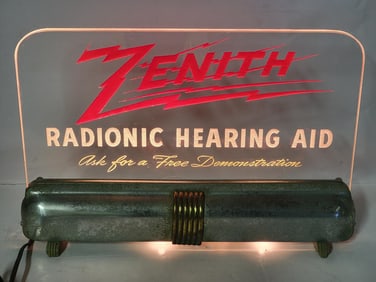 ZENITH
RADIONIC HEARING AID
Ask for a Free Demonstration